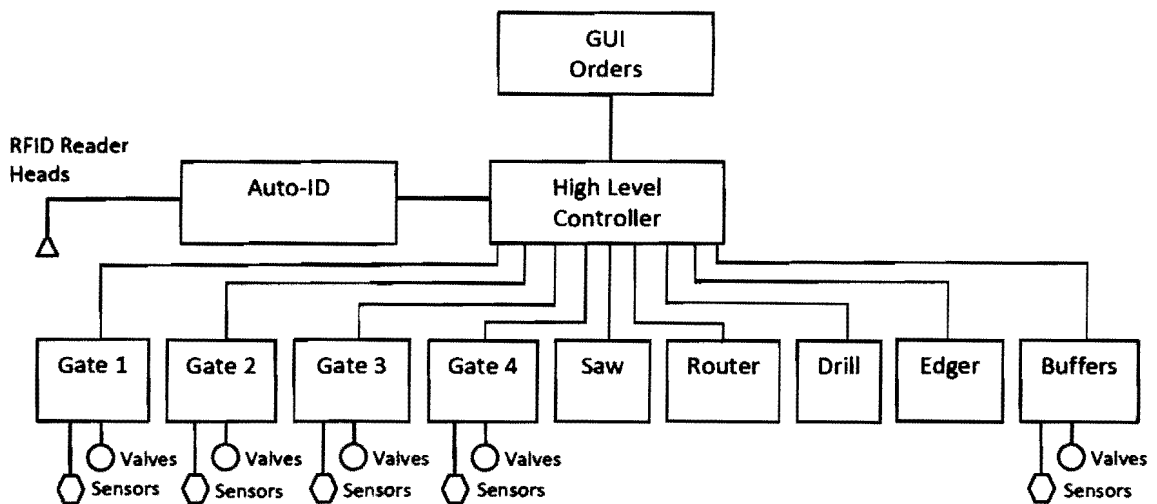 GUI
Orders
RFID Reader
Heads
Auto-ID
High Level
Controller
Gate 1
Gate 2
Gate 3
Gate 4
Saw
Router
Drill
Edger
Buffers
Valves
Valves
Valves
Valves
Valves
Sensors
Sensors
Sensors
Sensors
Sensors